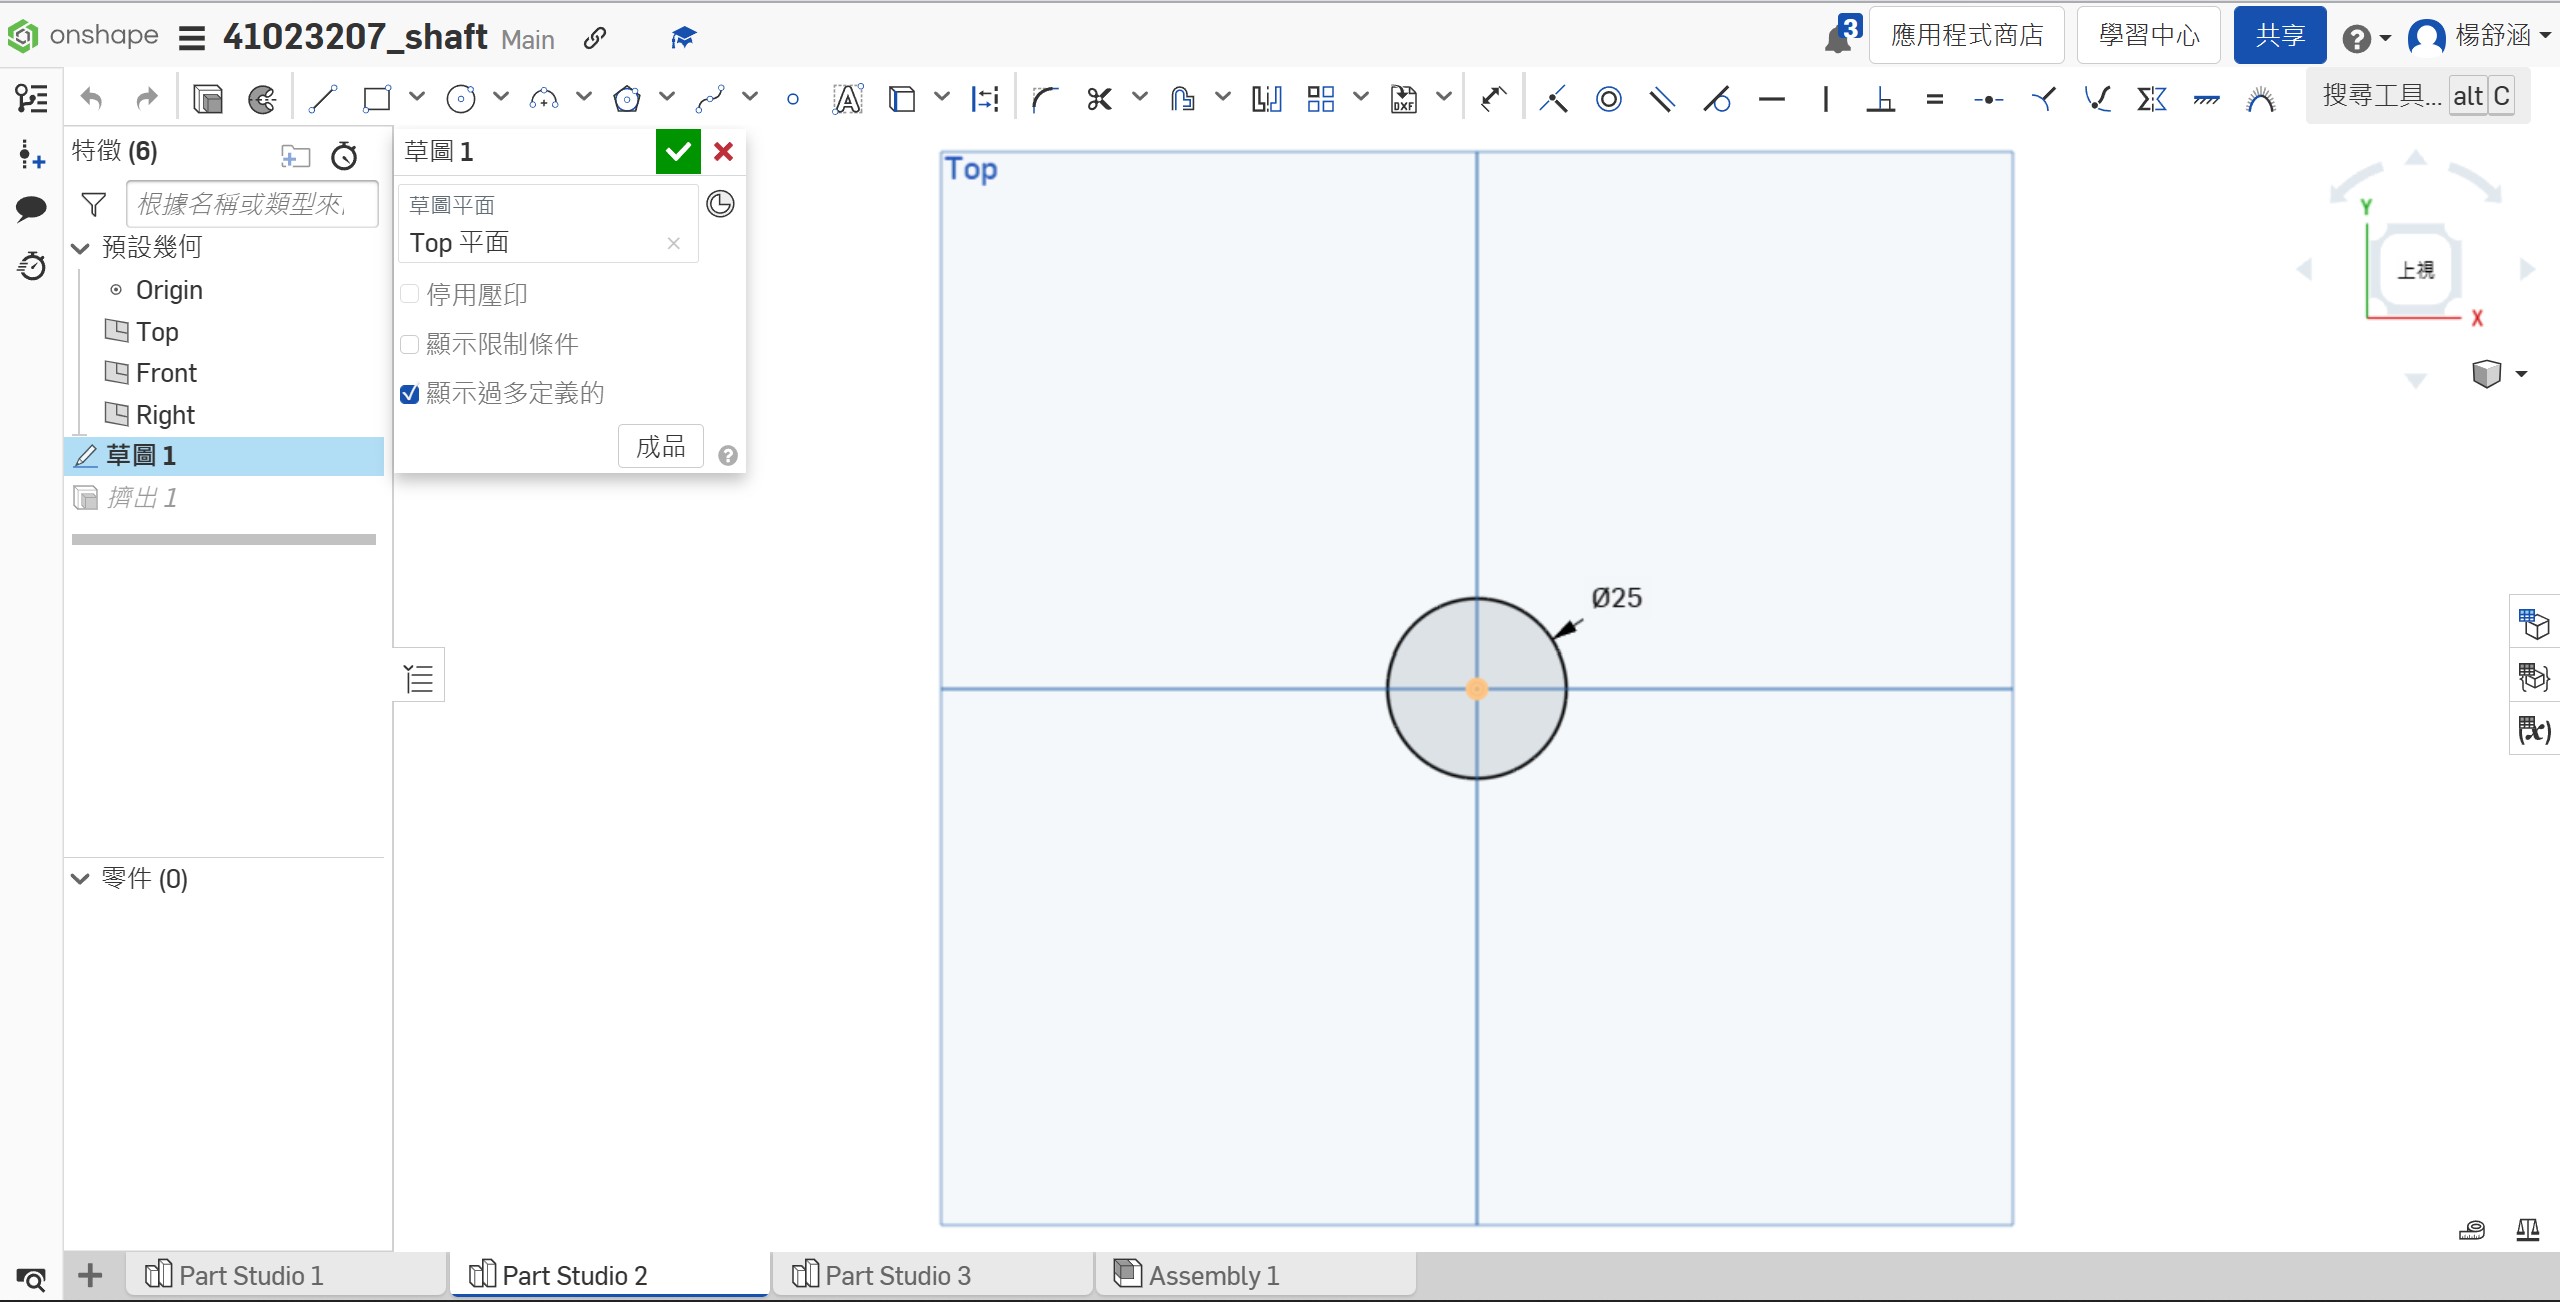 onshape 41023207_shaft Main 3 應用程式商店 學習中心 共享 楊舒涵
DXF 搜尋工具... alt C
特徵 (6)
根據名稱或類型來
預設幾何
Origin
Top
Front
Right
草圖 1
擠出 1
零件 (0)
草圖 1
草圖平面
Top 平面
停用壓印
顯示限制條件
顯示過多定義的
成品
Top
Ø25
Y
上視
X
Part Studio 1
Part Studio 2
Part Studio 3
Assembly 1